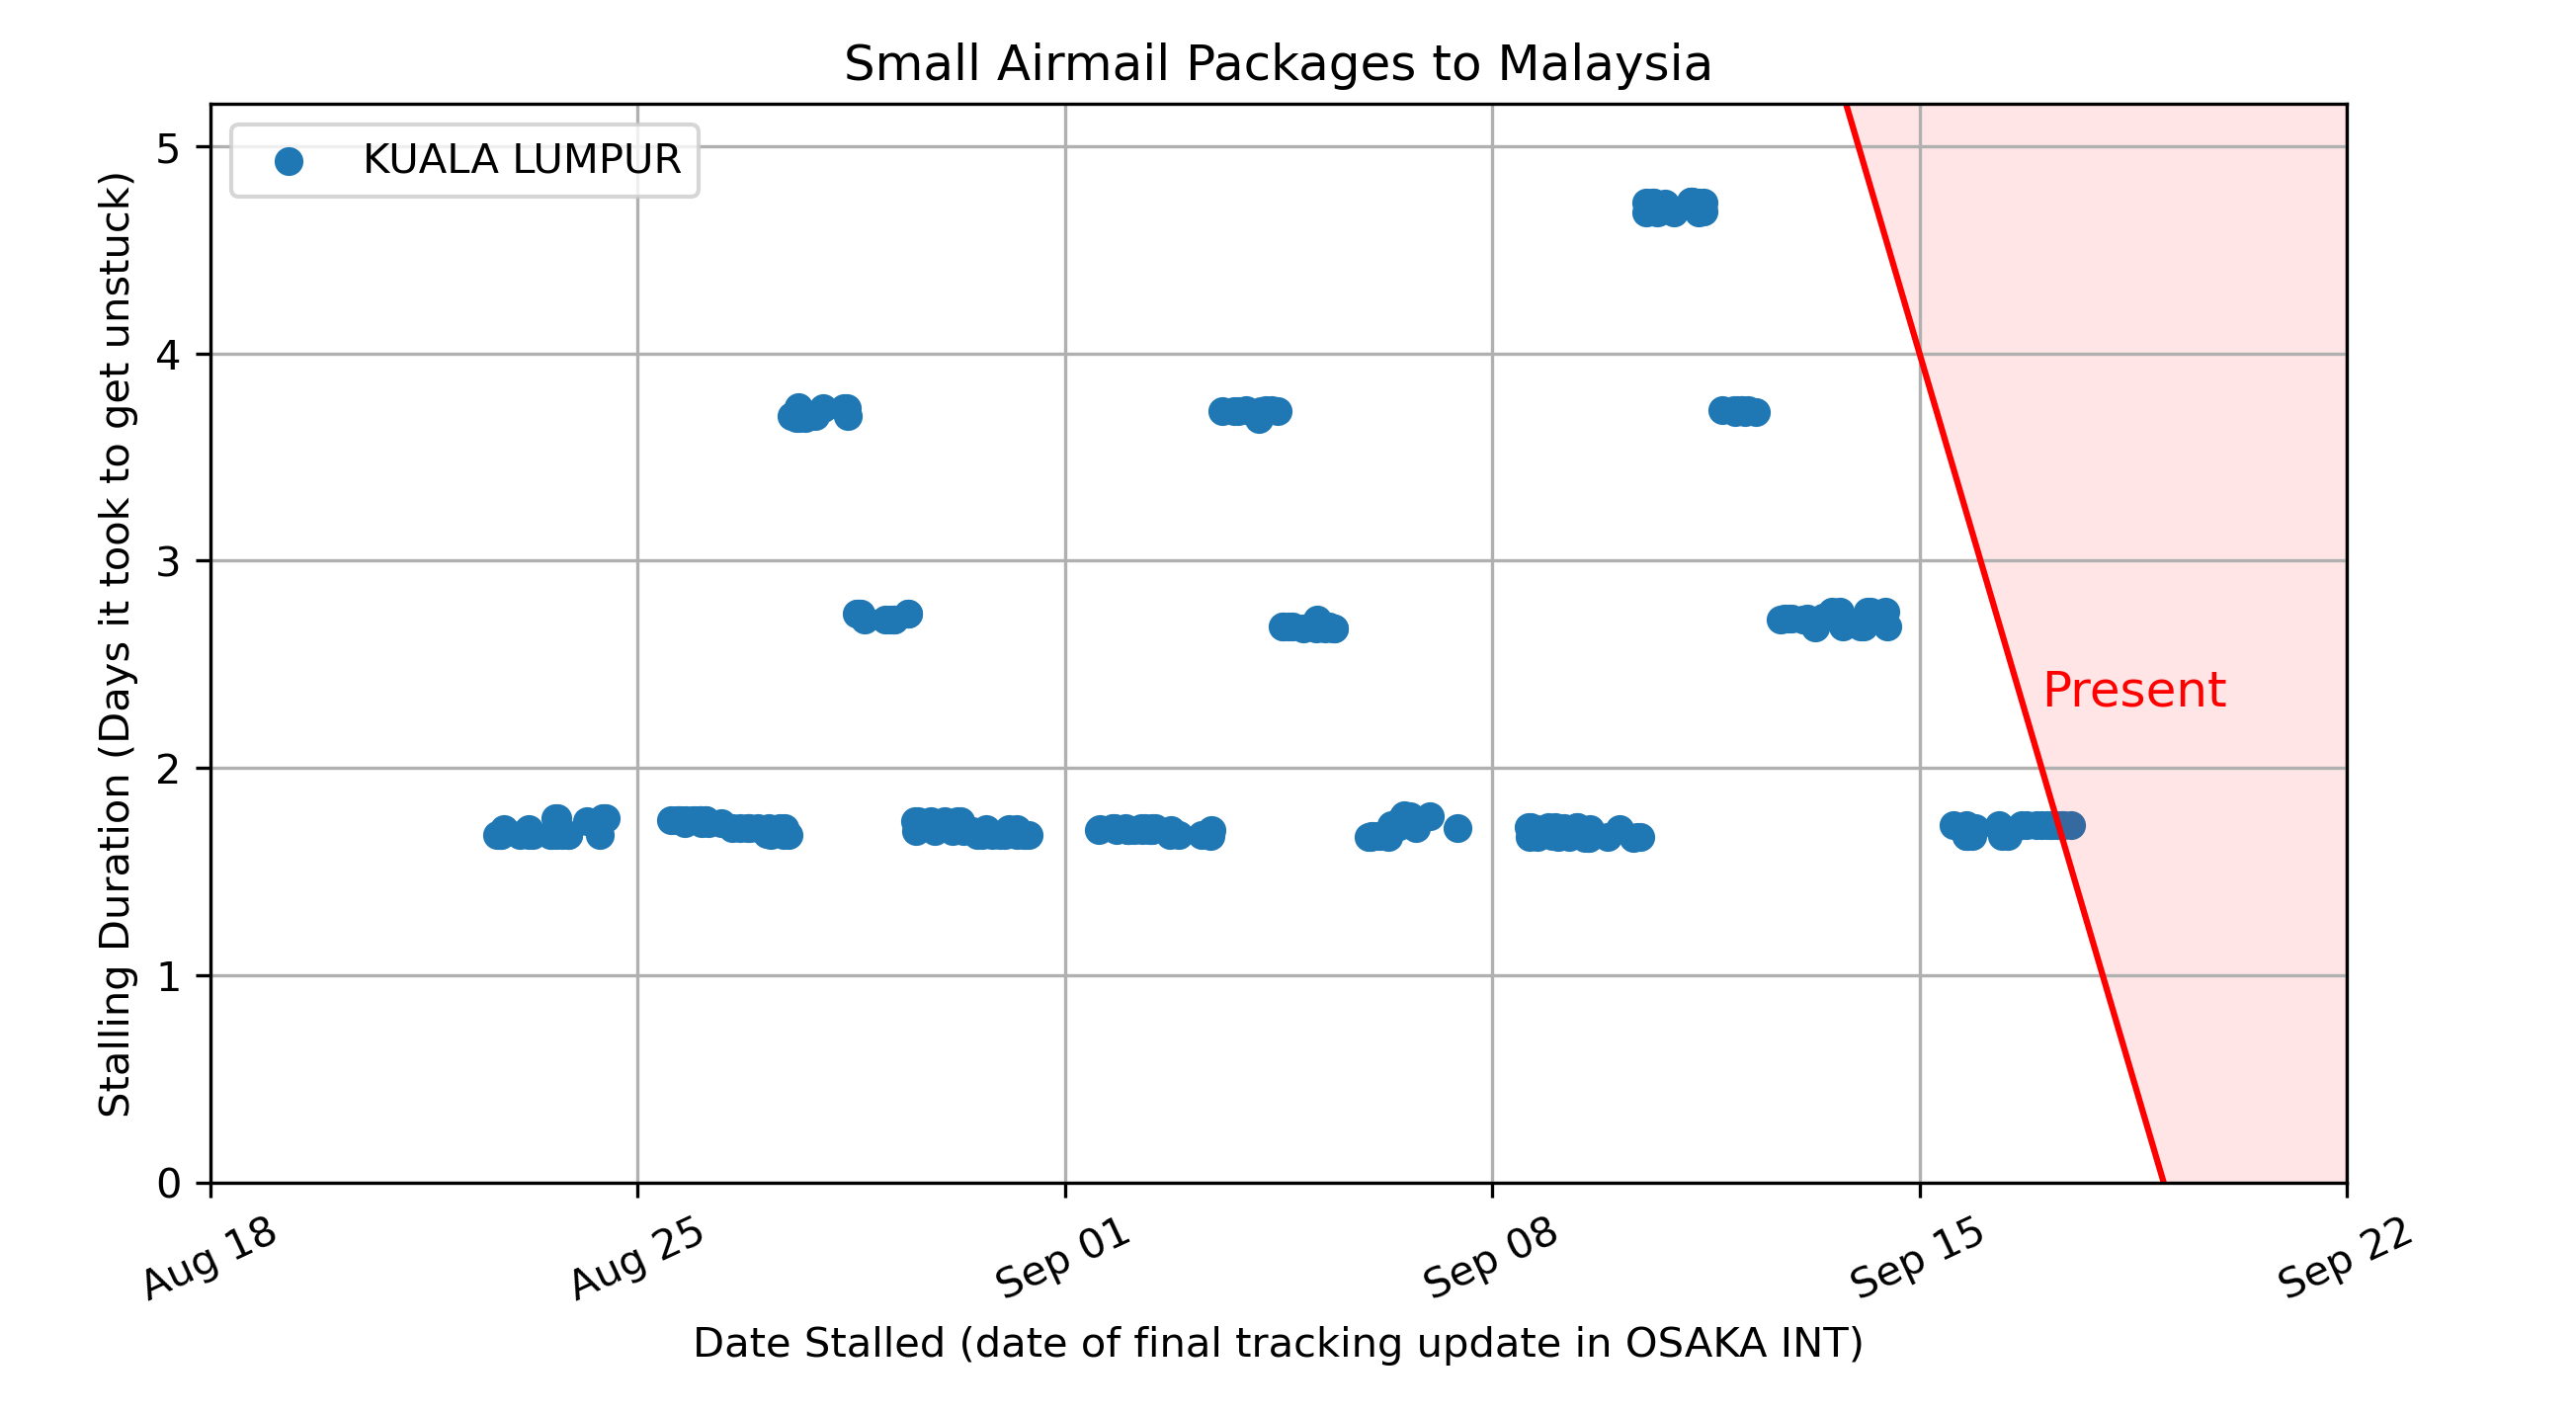 Small Airmail Packages to Malaysia
KUALA LUMPUR
Stalling Duration (Days it took to get unstuck)
5
4
3
2
1
0
Present
Aug 18
Aug 25
Sep 01
Sep 08
Sep 15
Sep 22
Date Stalled (date of final tracking update in OSAKA INT)